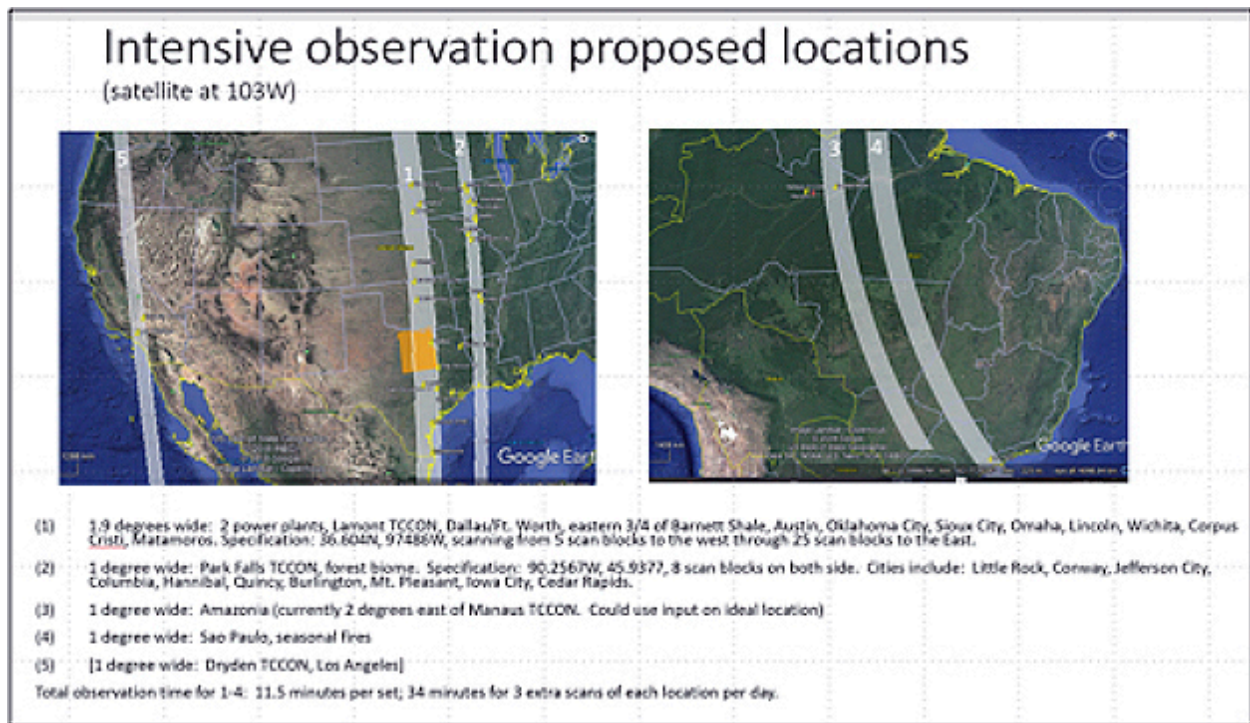 Intensive observation proposed locations
(satellite at 103W)
5
1
2
3
4
Google Earth
Google Earth
(1) 1.9 degrees wide: 2 power plants, Lamont TCCON, Dallas/Ft. Worth, eastern 3/4 of Barnett Shale, Austin, Oklahoma City, Sioux City, Omaha, Lincoln, Wichita, Corpus
Cristi, Matamoros. Specification: 36.604N, 97486W, scanning from 5 scan blocks to the west through 25 scan blocks to the East.
(2) 1 degree wide: Park Falls TCCON, forest biome. Specification: 90.2567W, 45.9377, 8 scan blocks on both side. Cities include: Little Rock, Conway, Jefferson City,
Columbia, Hannibal, Quincy, Burlington, Mt. Pleasant, Iowa City, Cedar Rapids.
(3) 1 degree wide: Amazonia (currently 2 degrees east of Manaus TCCON. Could use input on ideal location)
(4) 1 degree wide: Sao Paulo, seasonal fires
(5) [1 degree wide: Dryden TCCON, Los Angeles]
Total observation time for 1-4: 11.5 minutes per set; 34 minutes for 3 extra scans of each location per day.